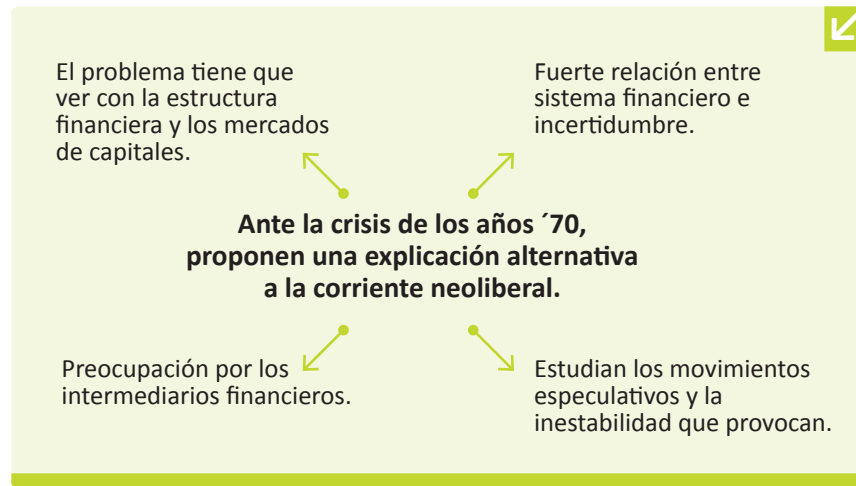 El problema tiene que
ver con la estructura
financiera y los mercados
de capitales.
Fuerte relación entre
sistema financiero e
incertidumbre.
Ante la crisis de los años ´70,
proponen una explicación alternativa
a la corriente neoliberal.
Preocupación por los
intermediarios financieros.
Estudian los movimientos
especulativos y la
inestabilidad que provocan.